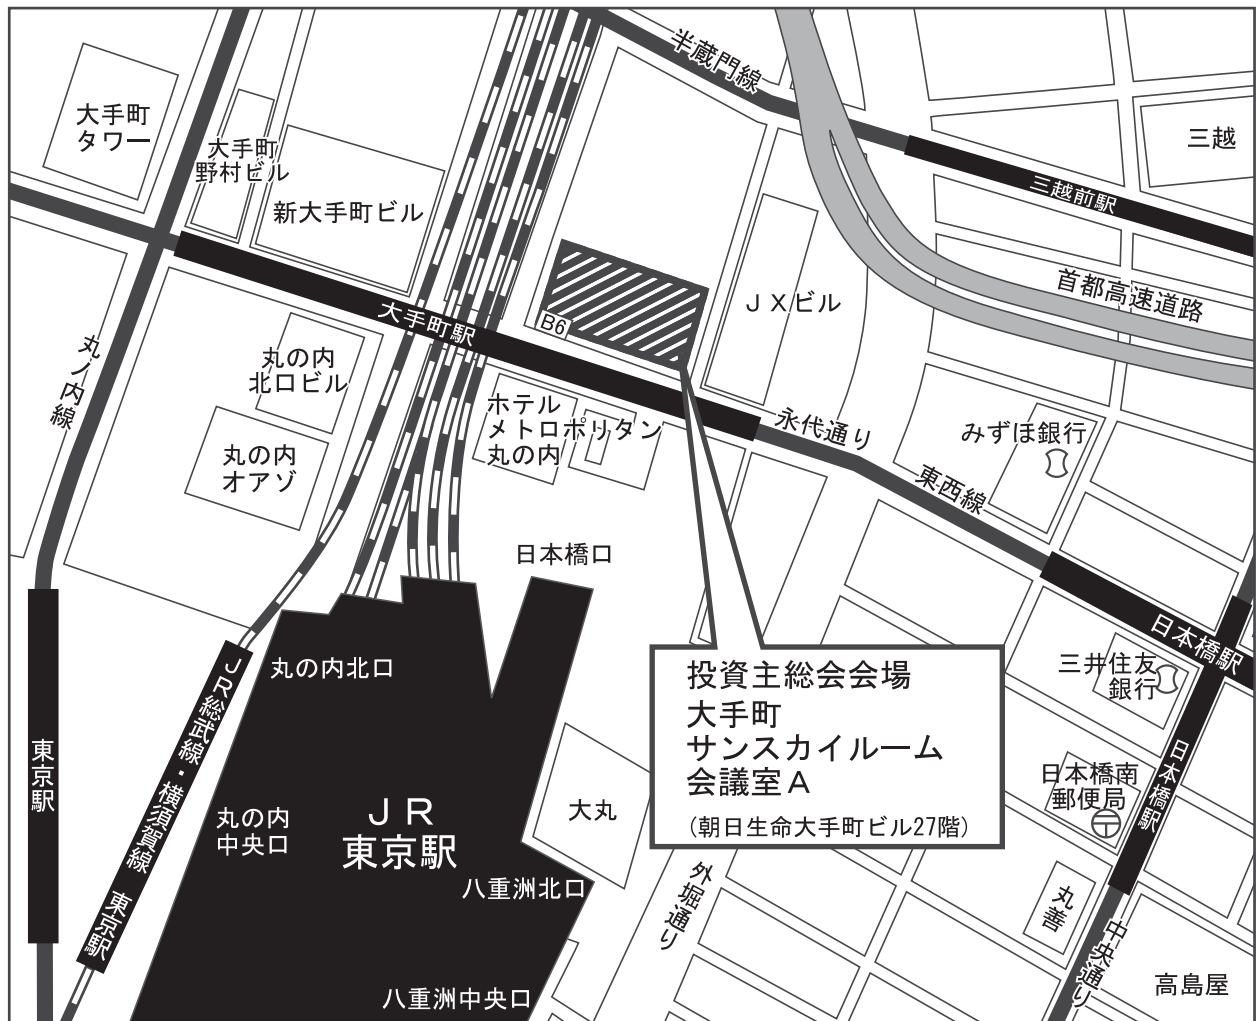 半蔵門線
大手町
タワー
大手町
野村ビル
新大手町ビル
三越
三越前駅
首都高速道路
大手町駅
B6
JXビル
丸ノ内線
丸の内
北口ビル
丸の内
オアゾ
ホテル
メトロポリタン
丸の内
永代通り
東西線
みずほ銀行
日本橋口
日本橋駅
三井住友
銀行
日本橋駅
日本橋南
郵便局
丸の内北口
JR総武線・横須賀線 東京駅
東京駅
丸の内
中央口
JR
東京駅
大丸
八重洲北口
八重洲中央口
投資主総会会場
大手町
サンスカイルーム
会議室A
(朝日生命大手町ビル27階)
外堀通り
丸善
中央通り
高島屋